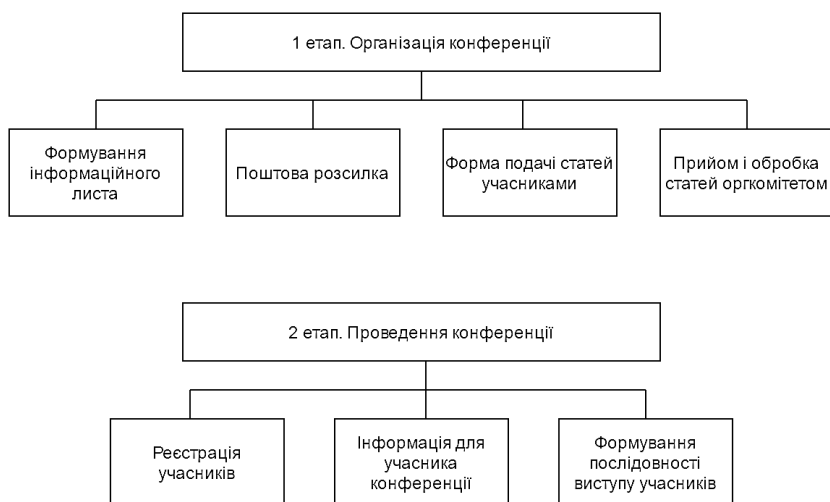 1 етап. Організація конференції
Формування
інформаційного
листа
Поштова розсилка
Форма подачі статей
учасниками
Прийом і обробка
статей оргкомітетом
2 етап. Проведення конференції
Реєстрація
учасників
Інформація для
учасника
конференції
Формування
послідовності
виступу учасників